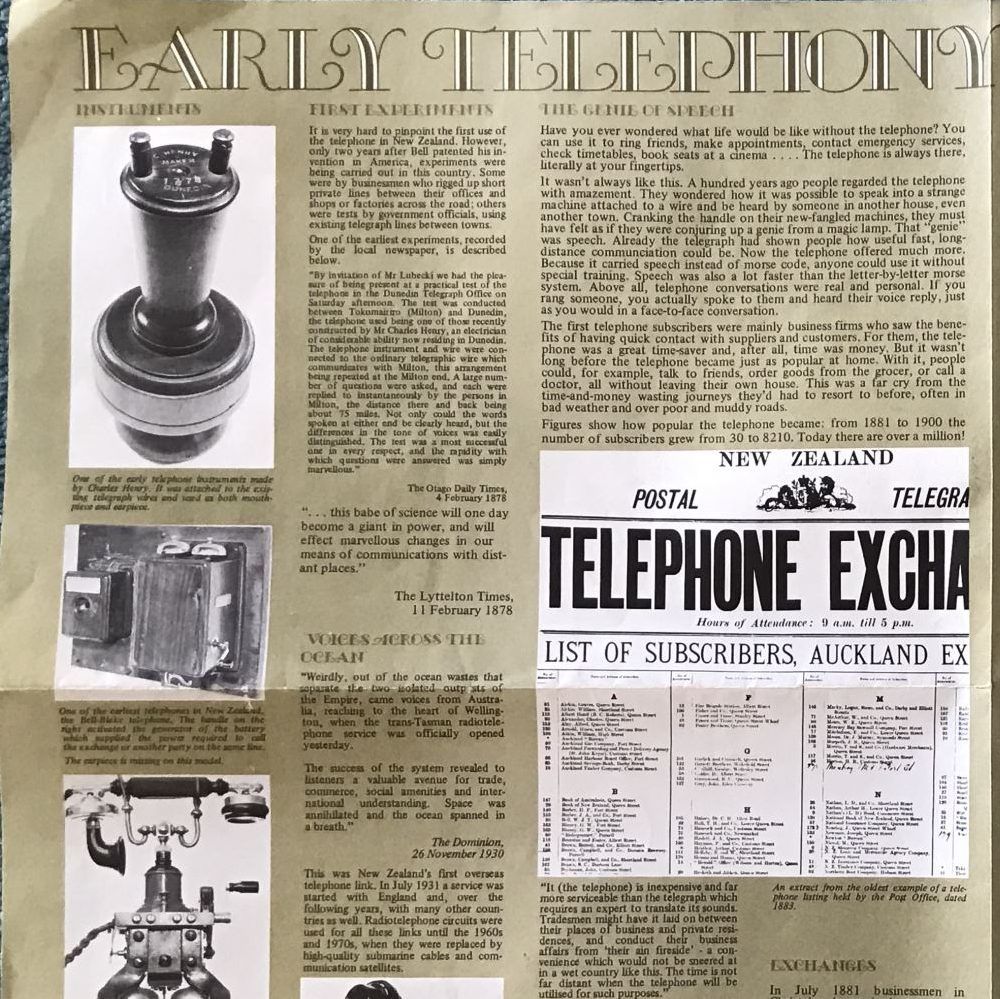 EARLY TELEPHONY
INSTRUMENTS
HENRY
MAKER
1878
DUNEDI
One of the early telephone instruments made
by Charles Henry. It was attached to the exis-
ting telegraph wires and used as both mouth-
piece and earpiece.
One of the earliest telephones in New Zealand,
the Bell-Blake telephone. The handle on the
right activated the generator of the battery
which supplied the power required to call
the exchange or another party on the same line.
The earpiece is missing on this model.
FIRST EXPERIMENTS
It is very hard to pinpoint the first use of
the telephone in New Zealand. However,
only two years after Bell patented his in-
vention in America, experiments were
being carried out in this country. Some
were by businessmen who rigged up short
private lines between their offices and
shops or factories across the road; others
were tests by government officials, using
existing telegraph lines between towns.
One of the earliest experiments, recorded
by the local newspaper, is described
below.
"By invitation of Mr Lubecki we had the plea-
sure of being present at a practical test of the
telephone in the Dunedin Telegraph Office on
Saturday afternoon. The test was conducted
between Tokomairiro (Milton) and Dunedin,
the telephone used being one of those recently
constructed by Mr Charles Henry, an electrician
of considerable ability now residing in Dunedin.
The telephone instrument and wire were con-
nected to the ordinary telegraphic wire which
communicates with Milton, this arrangement
being repeated at the Milton end. A large num-
ber of questions were asked, and each were
replied to instantaneously by the persons in
Milton, the distance there and back being
about 75 miles. Not only could the words
spoken at either end be clearly heard, but the
differences in the tone of voices was easily
distinguished. The test was a most successful
one in every respect, and the rapidity with
which questions were answered was simply
marvellous."
The Otago Daily Times,
4 February 1878
". . . this babe of science will one day
become a giant in power, and will
effect marvellous changes in our
means of communications with dist-
ant places."
The Lyttelton Times,
11 February 1878
VOICES ACROSS THE
OCEAN
"Weirdly, out of the ocean wastes that
separate the two isolated outposts of
the Empire, came voices from Austra-
lia, reaching to the heart of Welling-
ton, when the trans-Tasman radiotele-
phone service was officially opened
yesterday.
The success of the system revealed to
listeners a valuable avenue for trade,
commerce, social amenities and inter-
national understanding. Space was
annihilated and the ocean spanned in
a breath."
The Dominion,
26 November 1930
This was New Zealand's first overseas
telephone link. In July 1931 a service was
started with England and, over the
following years, with many other coun-
tries as well. Radiotelephone circuits were
used for all these links until the 1960s
and 1970s, when they were replaced by
high-quality submarine cables and com-
munication satellites.
THE GENIE OF SPEECH
Have you ever wondered what life would be like without the telephone? You
can use it to ring friends, make appointments, contact emergency services,
check timetables, book seats at a cinema . . . . The telephone is always there,
literally at your fingertips.
It wasn't always like this. A hundred years ago people regarded the telephone
with amazement. They wondered how it was possible to speak into a strange
machine attached to a wire and be heard by someone in another house, even
another town. Cranking the handle on their new-fangled machines, they must
have felt as if they were conjuring up a genie from a magic lamp. That "genie"
was speech. Already the telegraph had shown people how useful fast, long-
distance communciation could be. Now the telephone offered much more.
Because it carried speech instead of morse code, anyone could use it without
special training. Speech was also a lot faster than the letter-by-letter morse
system. Above all, telephone conversations were real and personal. If you
rang someone, you actually spoke to them and heard their voice reply, just
as you would in a face-to-face conversation.
The first telephone subscribers were mainly business firms who saw the bene-
fits of having quick contact with suppliers and customers. For them, the tele-
phone was a great time-saver and, after all, time was money. But it wasn't
long before the telephone became just as popular at home. With it, people
could, for example, talk to friends, order goods from the grocer, or call a
doctor, all without leaving their own house. This was a far cry from the
time-and-money wasting journeys they'd had to resort to before, often in
bad weather and over poor and muddy roads.
Figures show how popular the telephone became: from 1881 to 1900 the
number of subscribers grew from 30 to 8210. Today there are over a million!
NEW ZEALAND
POSTAL TELEGRA
TELEPHONE EXCHA
Hours of Attendance: 9 a.m. till 5 p.m.
LIST OF SUBSCRIBERS, AUCKLAND EX
A
B
F
G
H
M
N
An extract from the oldest example of a tele-
phone listing held by the Post Office, dated
1883.
"It (the telephone) is inexpensive and far
more serviceable than the telegraph which
requires an expert to translate its sounds.
Tradesmen might have it laid on between
their places of business and private resi-
dences, and conduct their business
affairs from 'their ain fireside' - a con-
venience which would not be sneered at
in a wet country like this. The time is not
far distant when the telephone will be
utilised for such purposes."
EXCHANGES
In July 1881 businessmen in